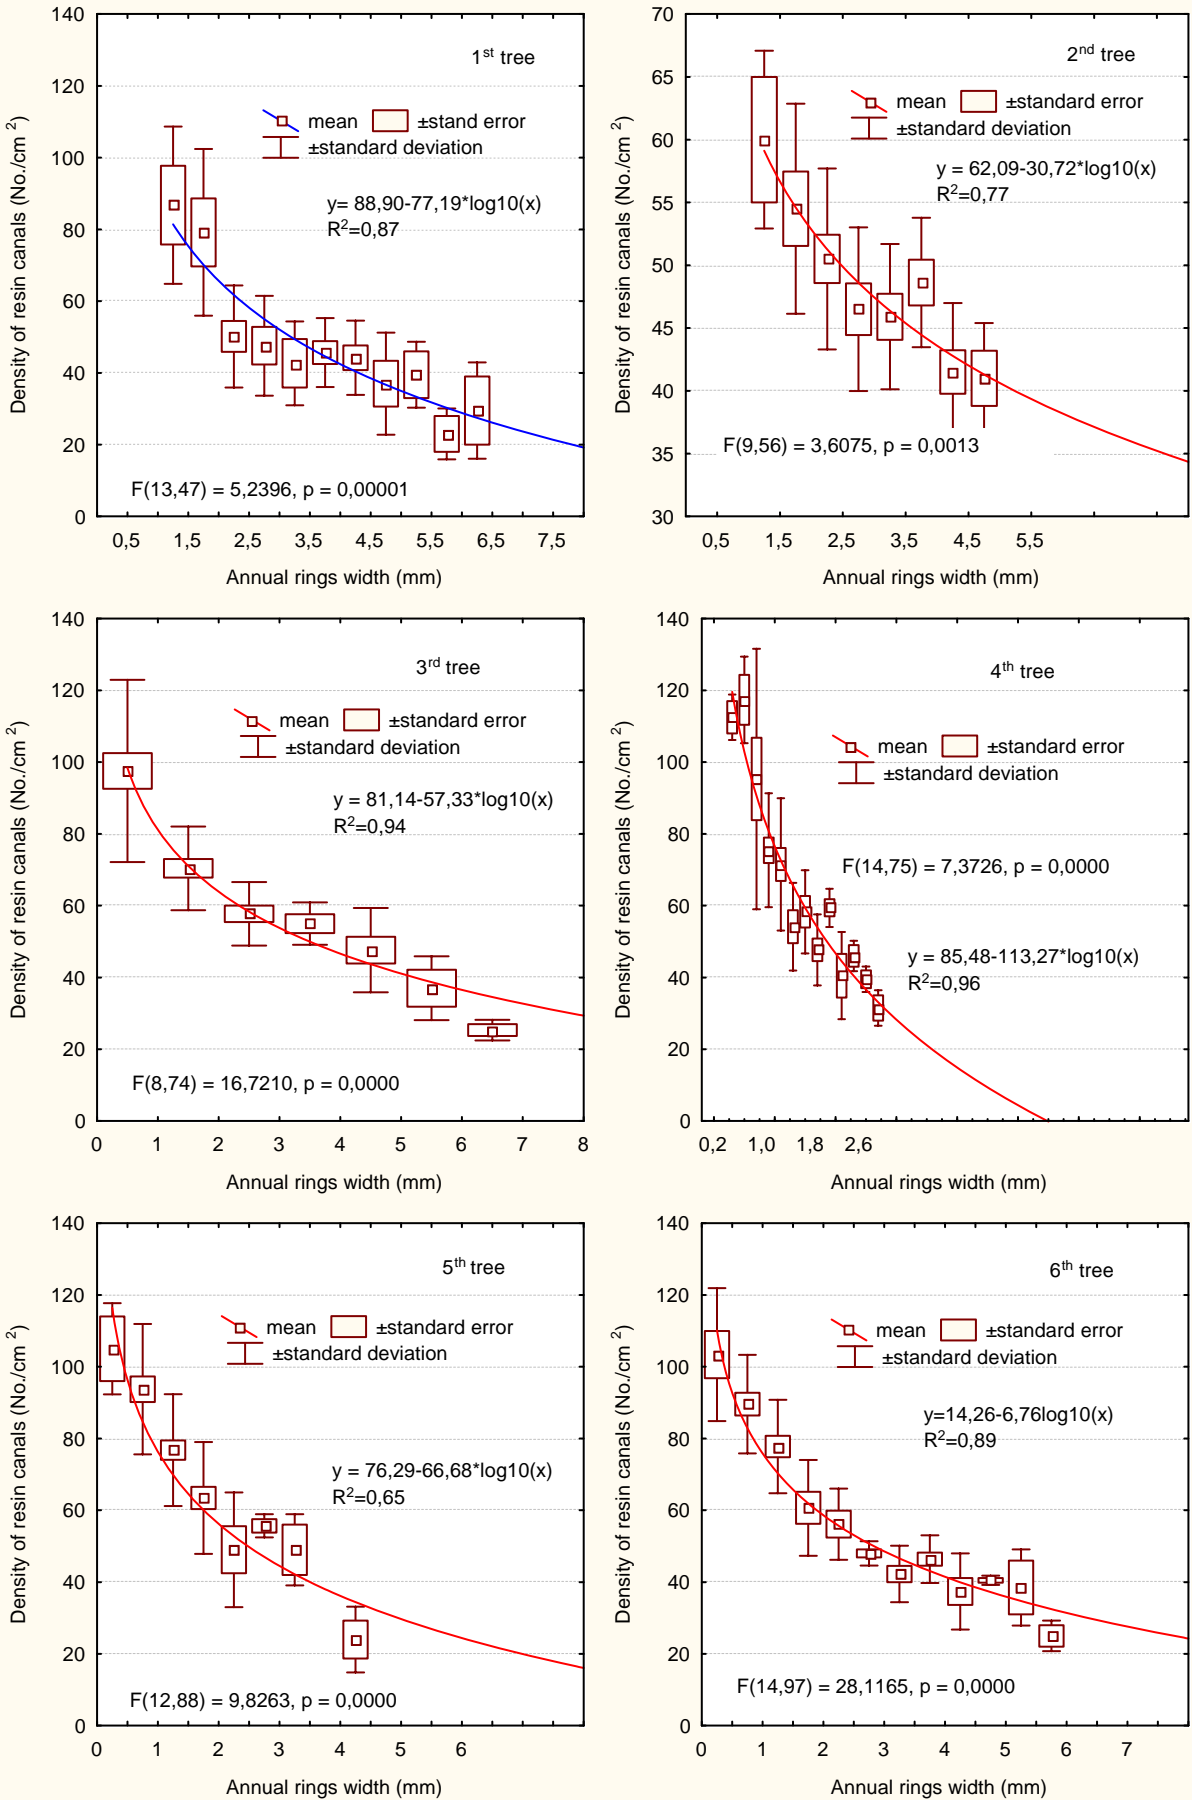 140
120
100
80
60
40
20
0
Density of resin canals (No./cm ²)
1st tree
mean ±stand error
±standard deviation
y= 88,90-77,19*log10(x)
R²=0,87
F(13,47) = 5,2396, p = 0,00001
0,5 1,5 2,5 3,5 4,5 5,5 6,5 7,5
Annual rings width (mm)
70
65
60
55
50
45
40
35
30
Density of resin canals (No./cm ²)
2nd tree
mean ±standard error
±standard deviation
y = 62,09-30,72*log10(x)
R²=0,77
F(9,56) = 3,6075, p = 0,0013
0,5 1,5 2,5 3,5 4,5 5,5
Annual rings width (mm)
140
120
100
80
60
40
20
0
Density of resin canals (No./cm ²)
3rd tree
mean ±standard error
±standard deviation
y = 81,14-57,33*log10(x)
R²=0,94
F(8,74) = 16,7210, p = 0,0000
0 1 2 3 4 5 6 7 8
Annual rings width (mm)
140
120
100
80
60
40
20
0
Density of resin canals (No./cm ²)
4th tree
mean ±standard error
±standard deviation
F(14,75) = 7,3726, p = 0,0000
y = 85,48-113,27*log10(x)
R²=0,96
0,2 1,0 1,8 2,6
Annual rings width (mm)
140
120
100
80
60
40
20
0
Density of resin canals (No./cm ²)
5th tree
mean ±standard error
±standard deviation
y = 76,29-66,68*log10(x)
R²=0,65
F(12,88) = 9,8263, p = 0,0000
0 1 2 3 4 5 6
Annual rings width (mm)
140
120
100
80
60
40
20
0
Density of resin canals (No./cm ²)
6th tree
mean ±standard error
±standard deviation
y=14,26-6,76log10(x)
R²=0,89
F(14,97) = 28,1165, p = 0,0000
0 1 2 3 4 5 6 7
Annual rings width (mm)